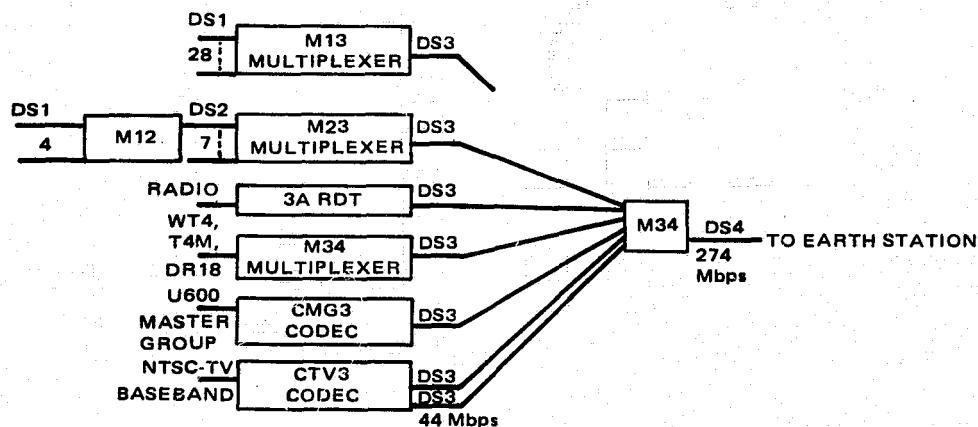 DS1
28
M13
MULTIPLEXER
DS3
DS1
4
M12
DS2
7
M23
MULTIPLEXER
DS3
RADIO
3A RDT
DS3
WT4,
T4M,
DR18
M34
MULTIPLEXER
DS3
U600
MASTER
GROUP
CMG3
CODEC
DS3
NTSC-TV
BASEBAND
CTV3
CODEC
DS3
DS3
44 Mbps
M34
DS4
274
Mbps
TO EARTH STATION